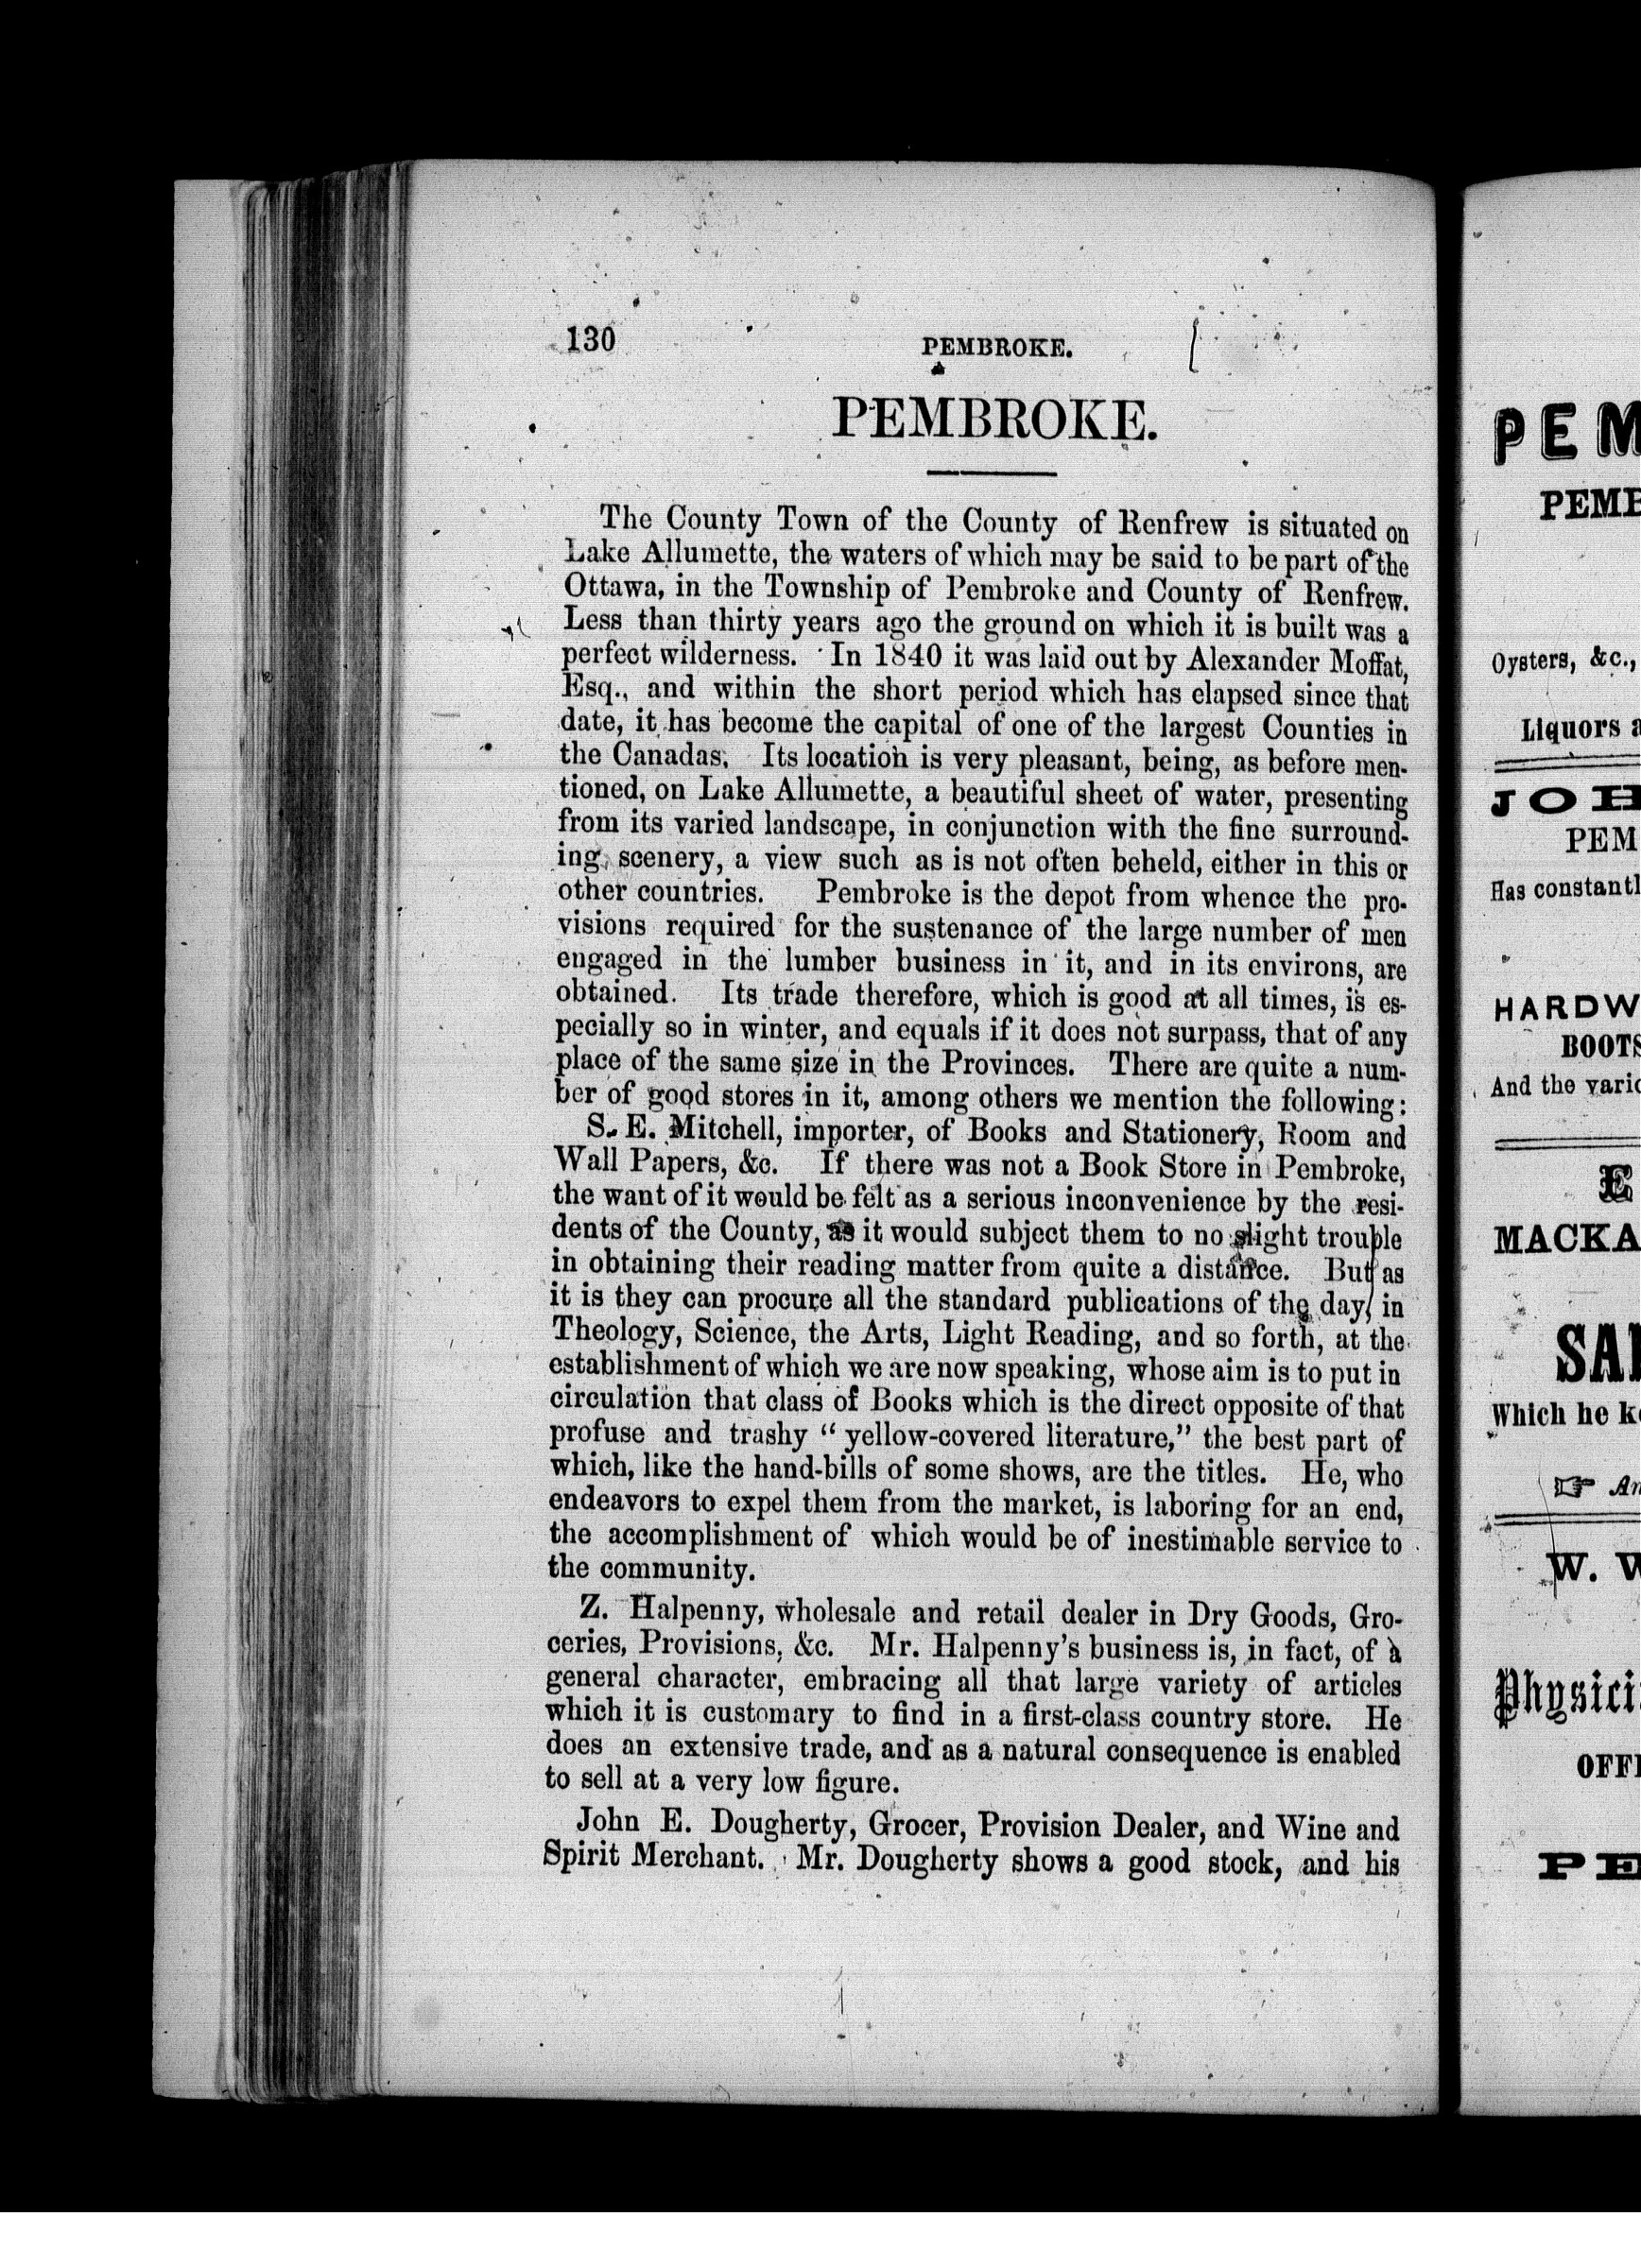 130
PEMBROKE.
PEMBROKE.
The County Town of the County of Renfrew is situated on
Lake Allumette, the waters of which may be said to be part of the
Ottawa, in the Township of Pembroke and County of Renfrew.
Less than thirty years ago the ground on which it is built was a
perfect wilderness. In 1840 it was laid out by Alexander Moffat,
Esq., and within the short period which has elapsed since that
date, it has become the capital of one of the largest Counties in
the Canadas. Its location is very pleasant, being, as before men-
tioned, on Lake Allumette, a beautiful sheet of water, presenting
from its varied landscape, in conjunction with the fine surround-
ing scenery, a view such as is not often beheld, either in this or
other countries. Pembroke is the depot from whence the pro-
visions required for the sustenance of the large number of men
engaged in the lumber business in it, and in its environs, are
obtained. Its trade therefore, which is good at all times, is es-
pecially so in winter, and equals if it does not surpass, that of any
place of the same size in the Provinces. There are quite a num-
ber of good stores in it, among others we mention the following:
S. E. Mitchell, importer, of Books and Stationery, Room and
Wall Papers, &c. If there was not a Book Store in Pembroke,
the want of it would be felt as a serious inconvenience by the resi-
dents of the County, as it would subject them to no slight trouble
in obtaining their reading matter from quite a distance. But as
it is they can procure all the standard publications of the day, in
Theology, Science, the Arts, Light Reading, and so forth, at the
establishment of which we are now speaking, whose aim is to put in
circulation that class of Books which is the direct opposite of that
profuse and trashy "yellow-covered literature," the best part of
which, like the hand-bills of some shows, are the titles. He, who
endeavors to expel them from the market, is laboring for an end,
the accomplishment of which would be of inestimable service to
the community.
Z. Halpenny, wholesale and retail dealer in Dry Goods, Gro-
ceries, Provisions, &c. Mr. Halpenny's business is, in fact, of a
general character, embracing all that large variety of articles
which it is customary to find in a first-class country store. He
does an extensive trade, and as a natural consequence is enabled
to sell at a very low figure.
John E. Dougherty, Grocer, Provision Dealer, and Wine and
Spirit Merchant. Mr. Dougherty shows a good stock, and his
PEM
PEMB
Oysters, &c.,
Liquors a
JOH
PEM
Has constantl
HARDW
BOOTS
And the vario
E
MACKA
SAD
Which he ke
An
W. W
Physicia
OFFI
PE